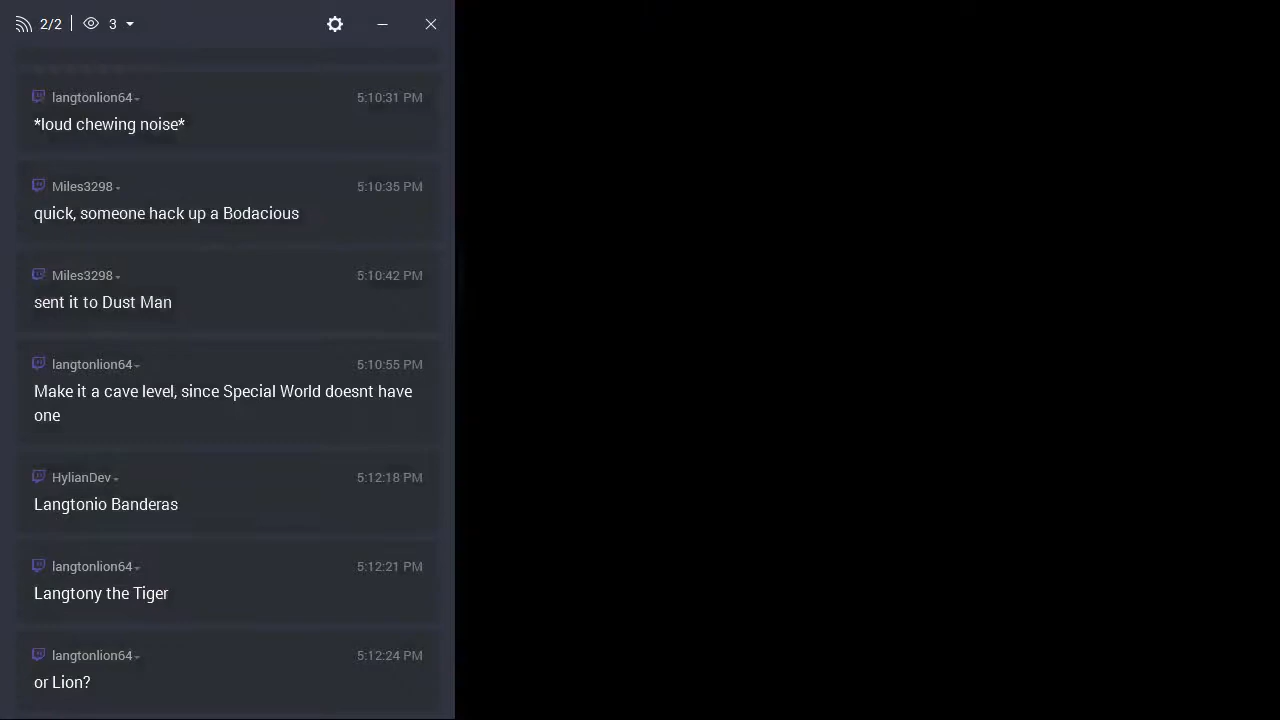 2/2 3
langtonlion64 5:10:31 PM
*loud chewing noise*
Miles3298 5:10:35 PM
quick, someone hack up a Bodacious
Miles3298 5:10:42 PM
sent it to Dust Man
langtonlion64 5:10:55 PM
Make it a cave level, since Special World doesnt have
one
HylianDev 5:12:18 PM
Langtonio Banderas
langtonlion64 5:12:21 PM
Langtony the Tiger
langtonlion64 5:12:24 PM
or Lion?